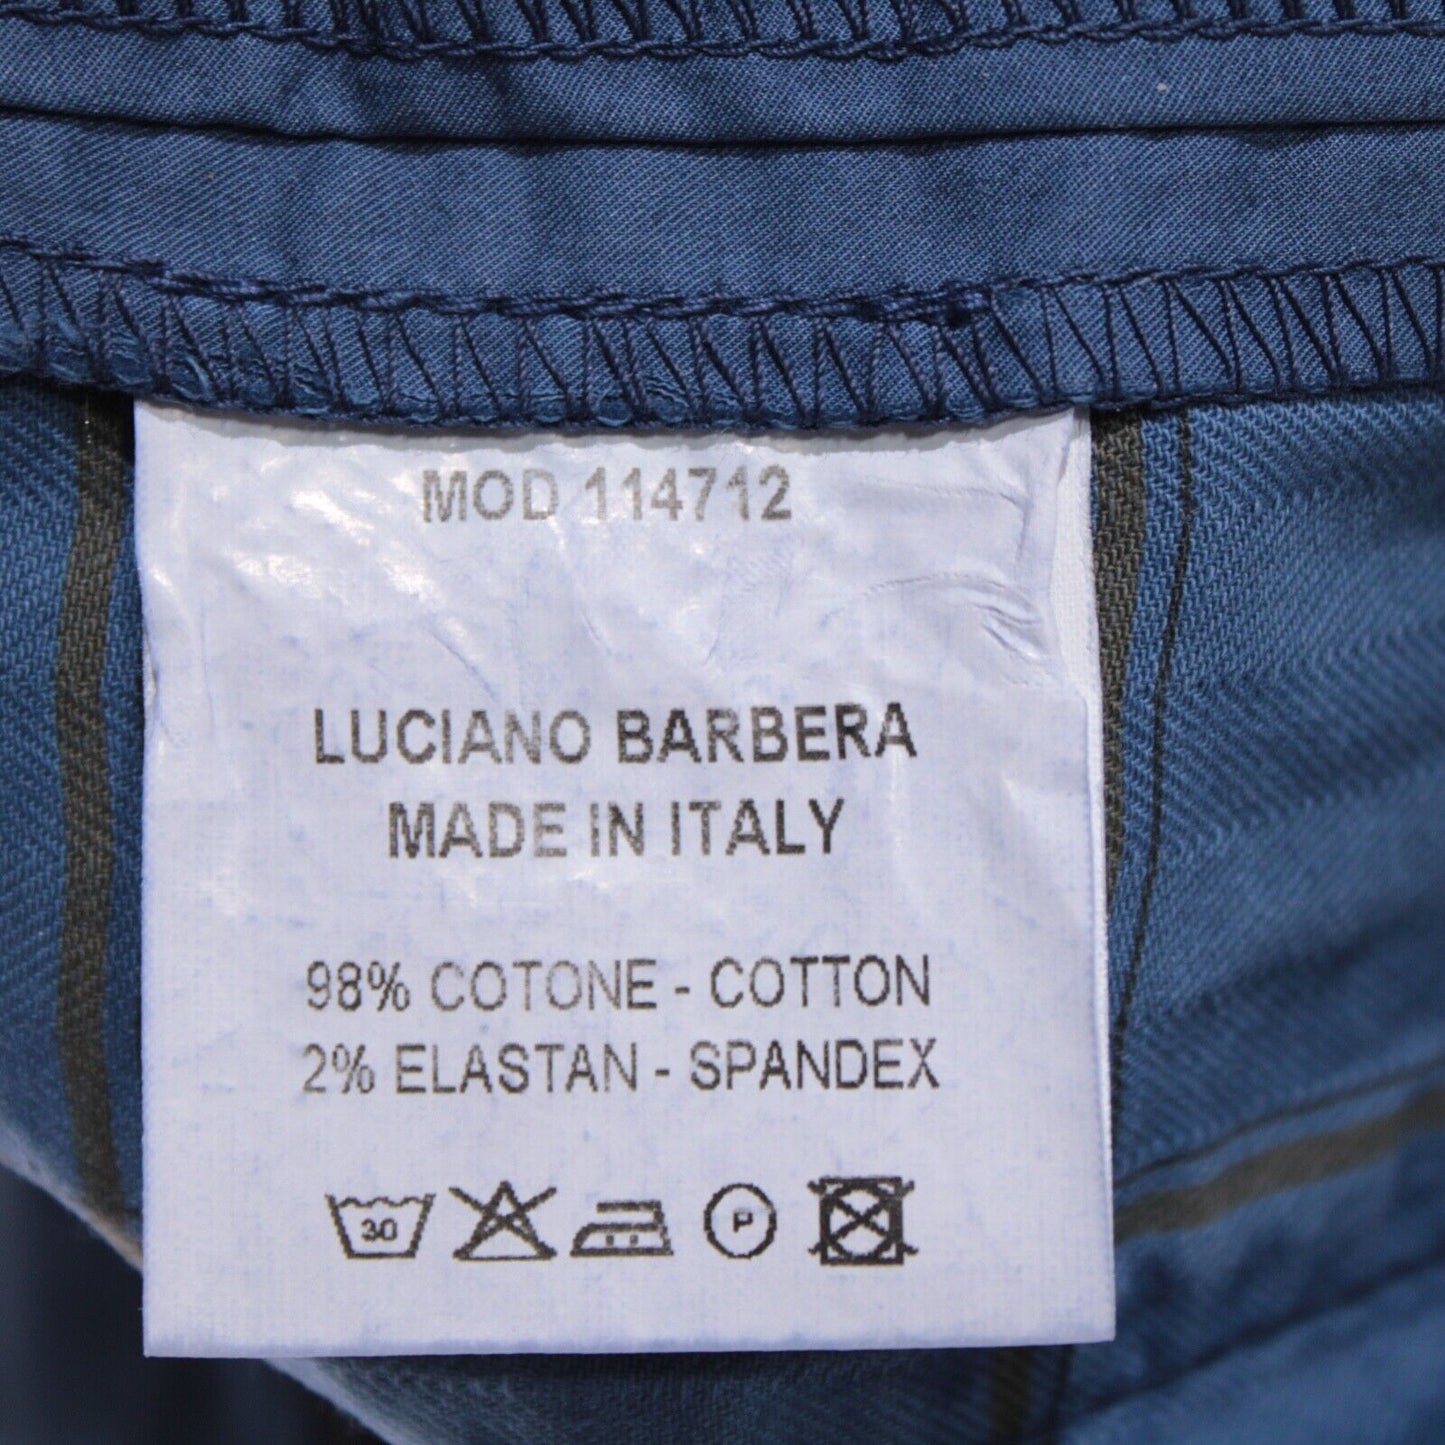 MOD 114712
LUCIANO BARBERA
MADE IN ITALY
98% COTONE - COTTON
2% ELASTAN - SPANDEX
30 P